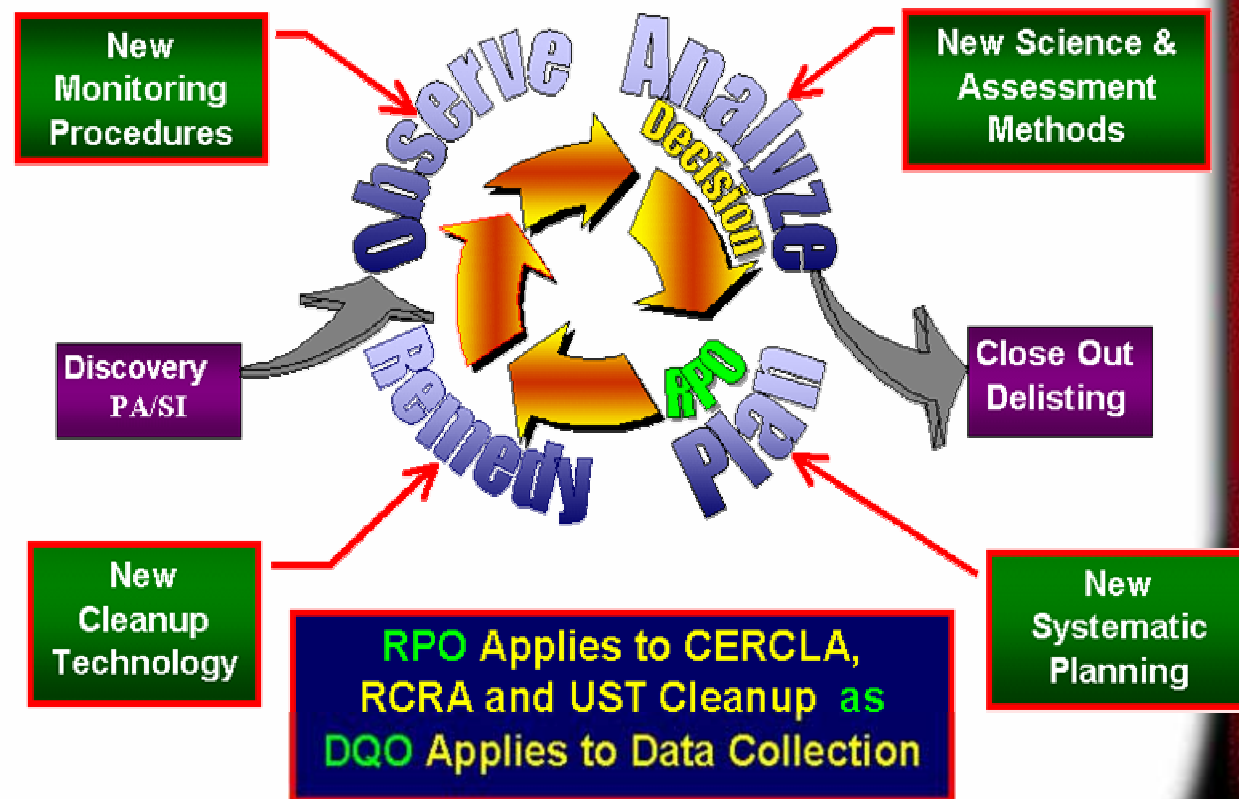 New
Monitoring
Procedures
Observe
Analyze
Decision
New Science &
Assessment
Methods
Discovery
PA/SI
Remedy
RPO
Plan
Close Out
Delisting
New
Cleanup
Technology
RPO Applies to CERCLA,
RCRA and UST Cleanup as
DQO Applies to Data Collection
New
Systematic
Planning